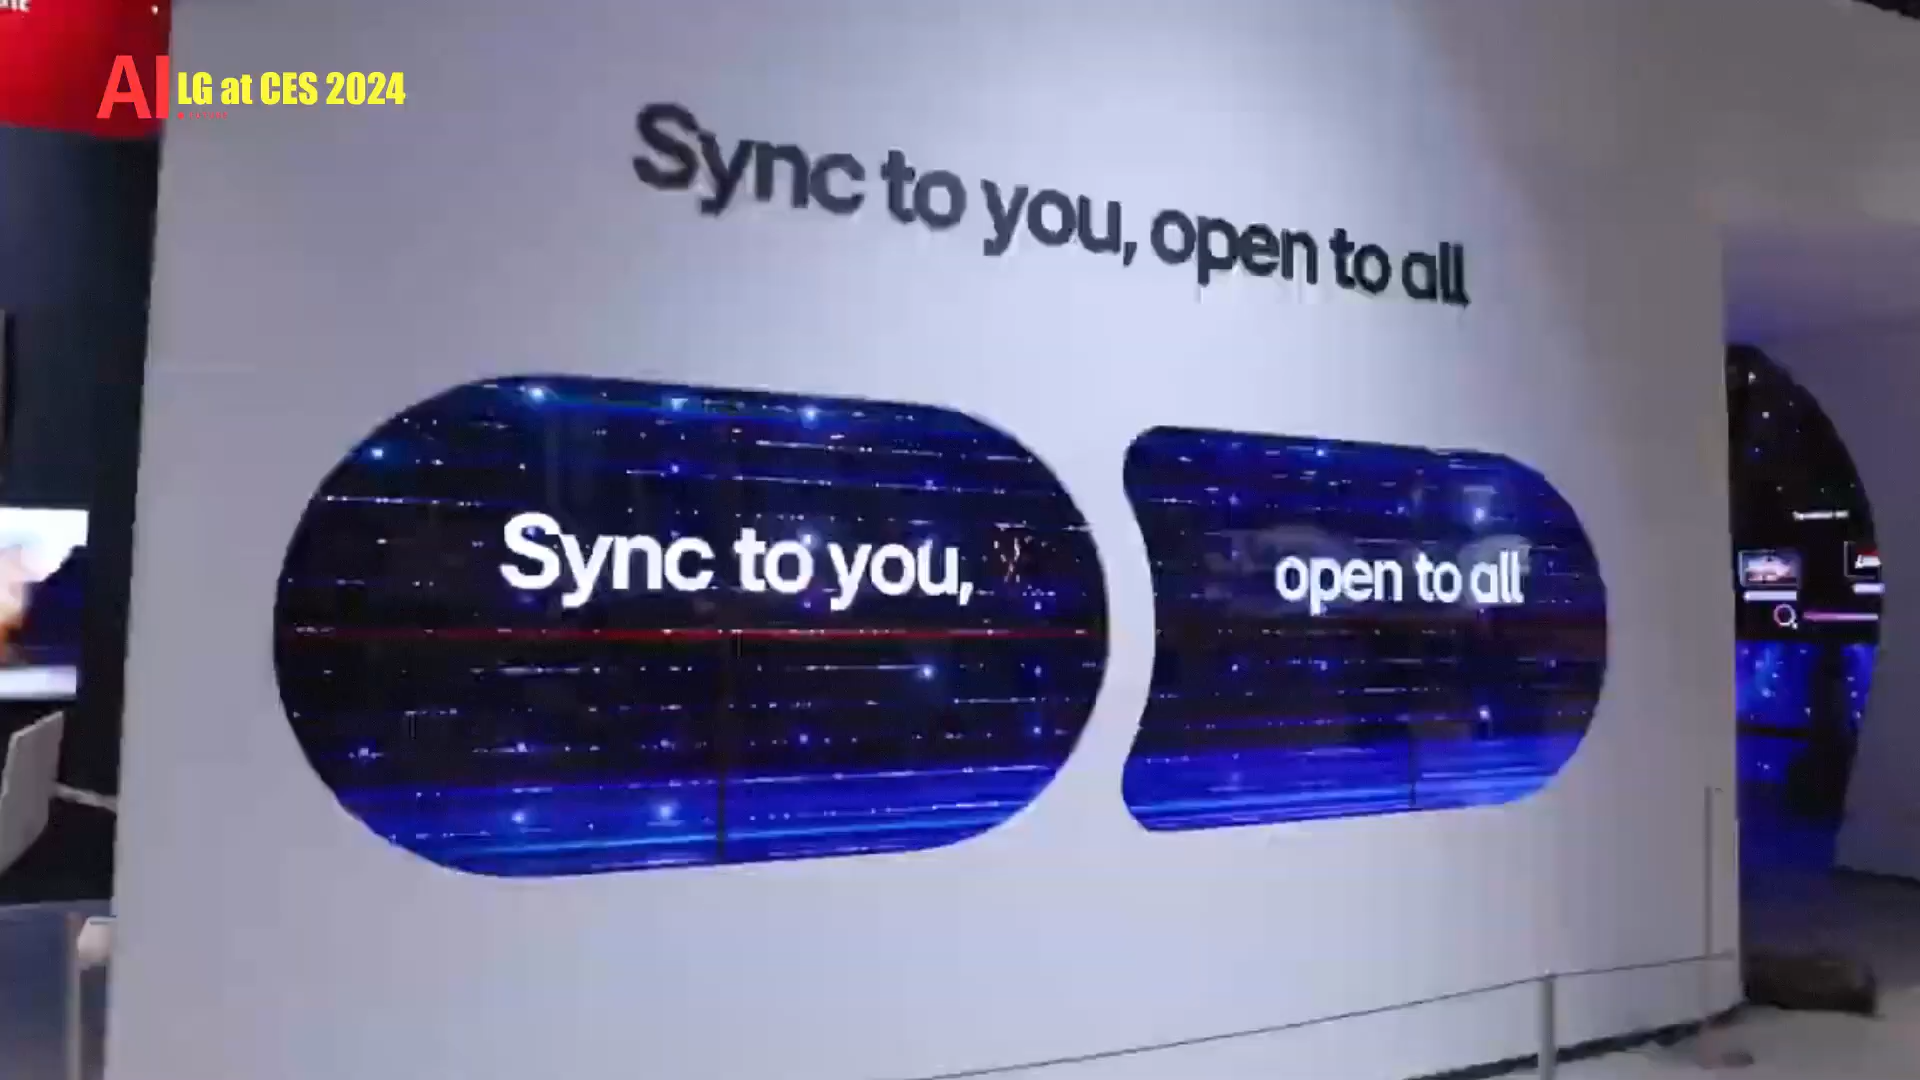 AI
LG at CES 2024
Sync to you, open to all
Sync to you,
open to all